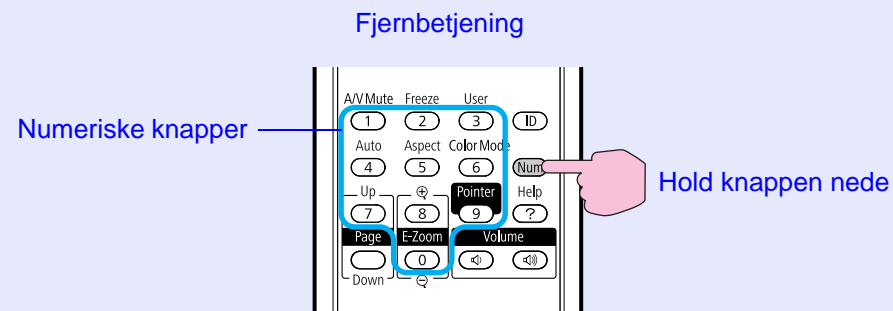 Fjernbetjening
A/V Mute Freeze User
Numeriske knapper
1 2 3 ID
Auto Aspect Color Mode
4 5 6 Num
Hold knappen nede
Up Pointer Help
7 8 9 ?
Page E-Zoom Volume
0
Down